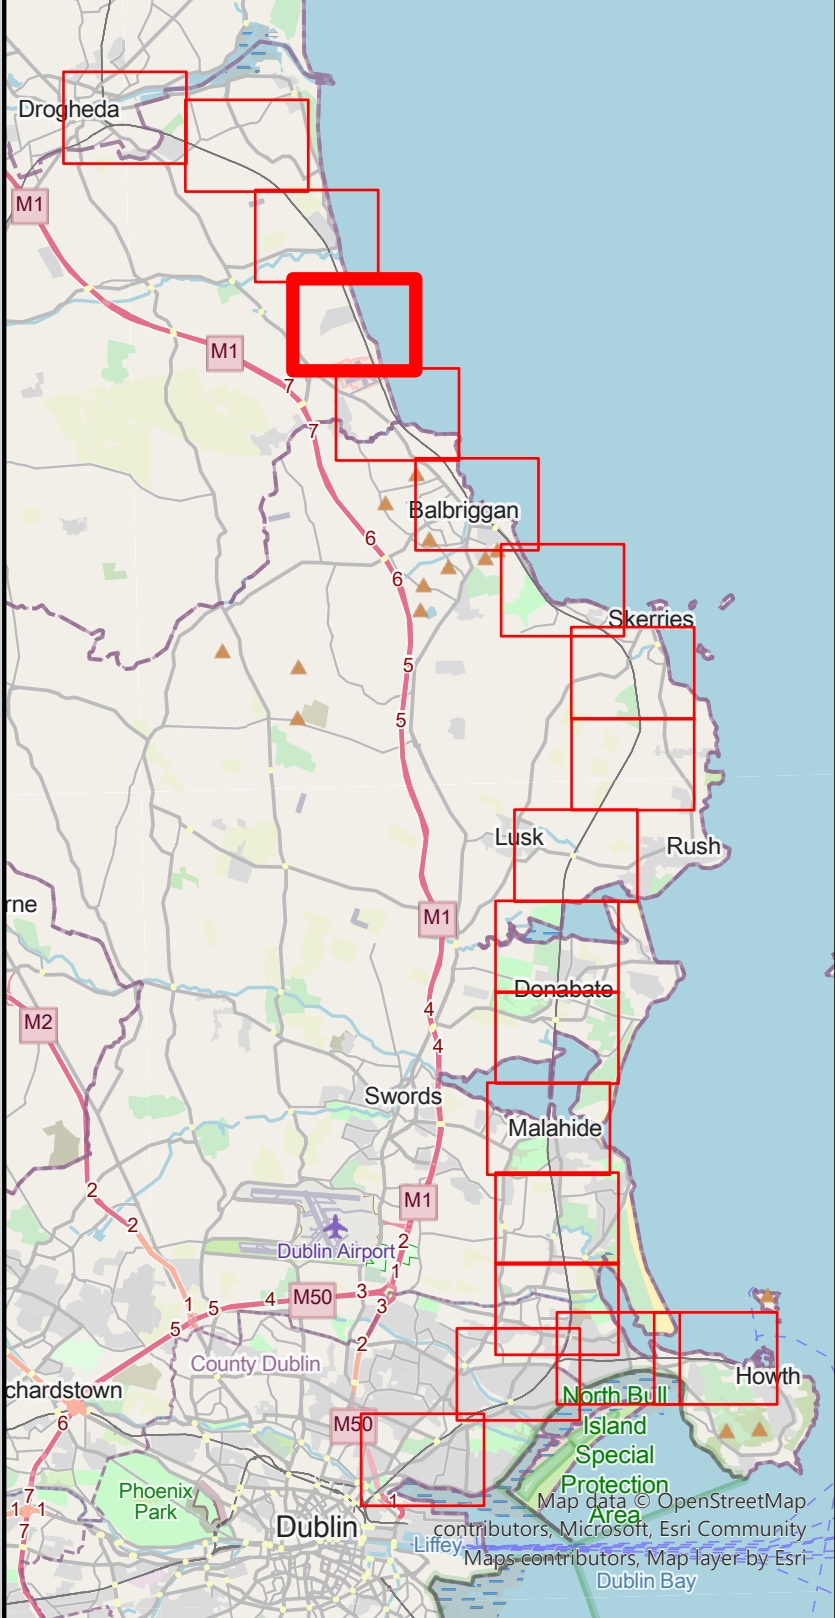 Drogheda
M1
M1
7
7
Balbriggan
6
6
Skerries
5
5
Lusk
Rush
rne
M1
Donabate
4
M2
4
Swords
Malahide
2
M1
2
2
Dublin Airport
1
M50
4
3
3
1
5
5
2
County Dublin
Howth
chardstown
North Bull
Island
Special
Protection
Area
6
M50
Phoenix
Park
7
1
1
7
1
Dublin
Liffey
Map data © OpenStreetMap
contributors, Microsoft, Esri Community
Maps contributors, Map layer by Esri
Dublin Bay